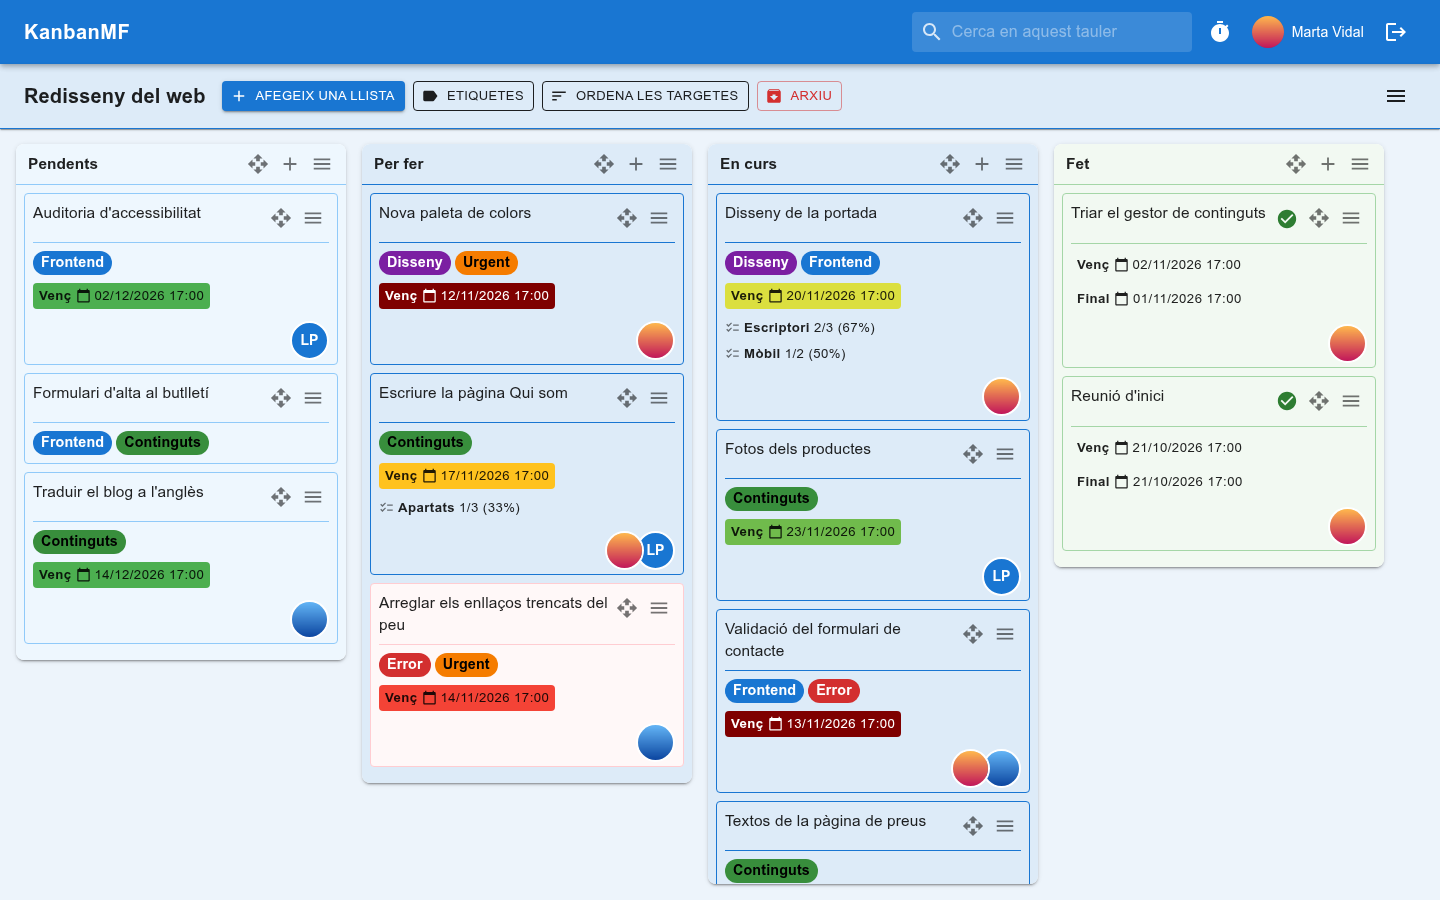 KanbanMF
Cerca en aquest tauler
Marta Vidal
Redisseny del web
AFEGEIX UNA LLISTA
ETIQUETES
ORDENA LES TARGETES
ARXIU
Pendents
Auditoria d'accessibilitat
Frontend
Venç 02/12/2026 17:00
LP
Formulari d'alta al butlletí
Frontend Continguts
Traduir el blog a l'anglès
Continguts
Venç 14/12/2026 17:00
Per fer
Nova paleta de colors
Disseny Urgent
Venç 12/11/2026 17:00
Escriure la pàgina Qui som
Continguts
Venç 17/11/2026 17:00
Apartats 1/3 (33%)
LP
Arreglar els enllaços trencats del
peu
Error Urgent
Venç 14/11/2026 17:00
En curs
Disseny de la portada
Disseny Frontend
Venç 20/11/2026 17:00
Escriptori 2/3 (67%)
Mòbil 1/2 (50%)
Fotos dels productes
Continguts
Venç 23/11/2026 17:00
LP
Validació del formulari de
contacte
Frontend Error
Venç 13/11/2026 17:00
Textos de la pàgina de preus
Continguts
Fet
Triar el gestor de continguts
Venç 02/11/2026 17:00
Final 01/11/2026 17:00
Reunió d'inici
Venç 21/10/2026 17:00
Final 21/10/2026 17:00